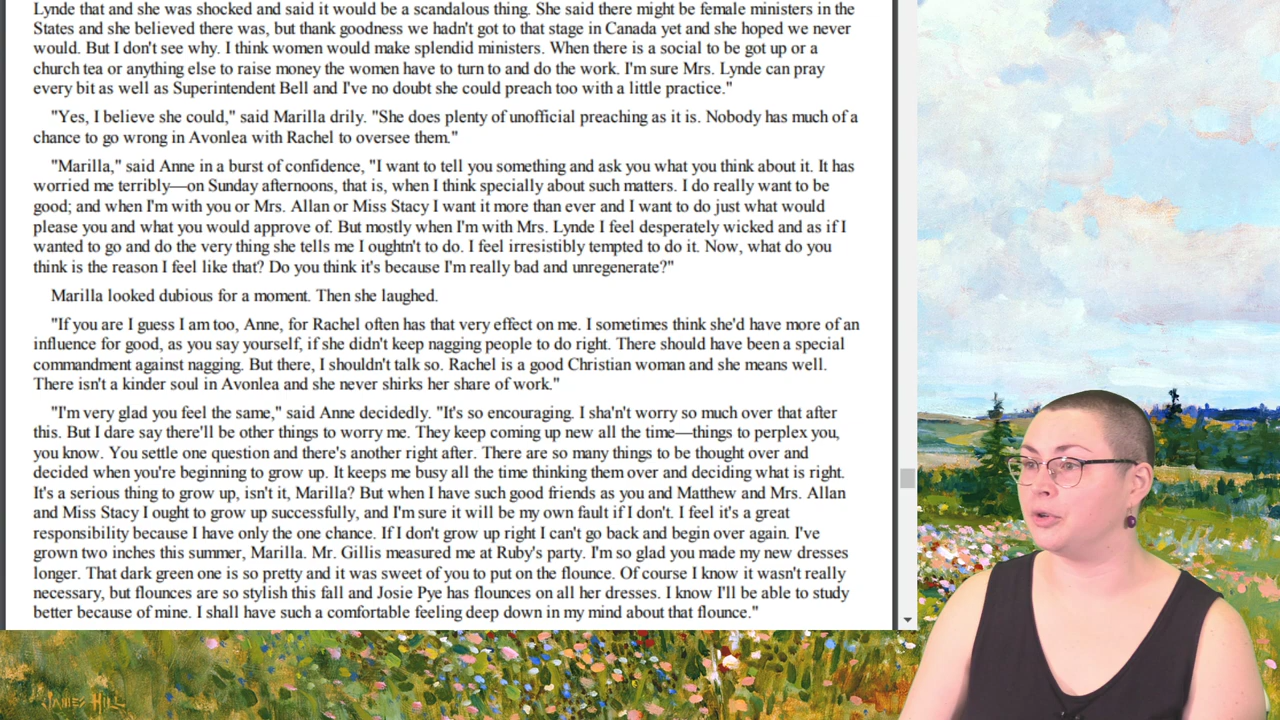 Lynde that and she was shocked and said it would be a scandalous thing. She said there might be female ministers in the
States and she believed there was, but thank goodness we hadn't got to that stage in Canada yet and she hoped we never
would. But I don't see why. I think women would make splendid ministers. When there is a social to be got up or a
church tea or anything else to raise money the women have to turn to and do the work. I'm sure Mrs. Lynde can pray
every bit as well as Superintendent Bell and I've no doubt she could preach too with a little practice."
"Yes, I believe she could," said Marilla drily. "She does plenty of unofficial preaching as it is. Nobody has much of a
chance to go wrong in Avonlea with Rachel to oversee them."
"Marilla," said Anne in a burst of confidence, "I want to tell you something and ask you what you think about it. It has
worried me terribly—on Sunday afternoons, that is, when I think specially about such matters. I do really want to be
good; and when I'm with you or Mrs. Allan or Miss Stacy I want it more than ever and I want to do just what would
please you and what you would approve of. But mostly when I'm with Mrs. Lynde I feel desperately wicked and as if I
wanted to go and do the very thing she tells me I oughtn't to do. I feel irresistibly tempted to do it. Now, what do you
think is the reason I feel like that? Do you think it's because I'm really bad and unregenerate?"
Marilla looked dubious for a moment. Then she laughed.
"If you are I guess I am too, Anne, for Rachel often has that very effect on me. I sometimes think she'd have more of an
influence for good, as you say yourself, if she didn't keep nagging people to do right. There should have been a special
commandment against nagging. But there, I shouldn't talk so. Rachel is a good Christian woman and she means well.
There isn't a kinder soul in Avonlea and she never shirks her share of work."
"I'm very glad you feel the same," said Anne decidedly. "It's so encouraging. I sha'n't worry so much over that after
this. But I dare say there'll be other things to worry me. They keep coming up new all the time—things to perplex you,
you know. You settle one question and there's another right after. There are so many things to be thought over and
decided when you're beginning to grow up. It keeps me busy all the time thinking them over and deciding what is right.
It's a serious thing to grow up, isn't it, Marilla? But when I have such good friends as you and Matthew and Mrs. Allan
and Miss Stacy I ought to grow up successfully, and I'm sure it will be my own fault if I don't. I feel it's a great
responsibility because I have only the one chance. If I don't grow up right I can't go back and begin over again. I've
grown two inches this summer, Marilla. Mr. Gillis measured me at Ruby's party. I'm so glad you made my new dresses
longer. That dark green one is so pretty and it was sweet of you to put on the flounce. Of course I know it wasn't really
necessary, but flounces are so stylish this fall and Josie Pye has flounces on all her dresses. I know I'll be able to study
better because of mine. I shall have such a comfortable feeling deep down in my mind about that flounce."
JAMES HILL